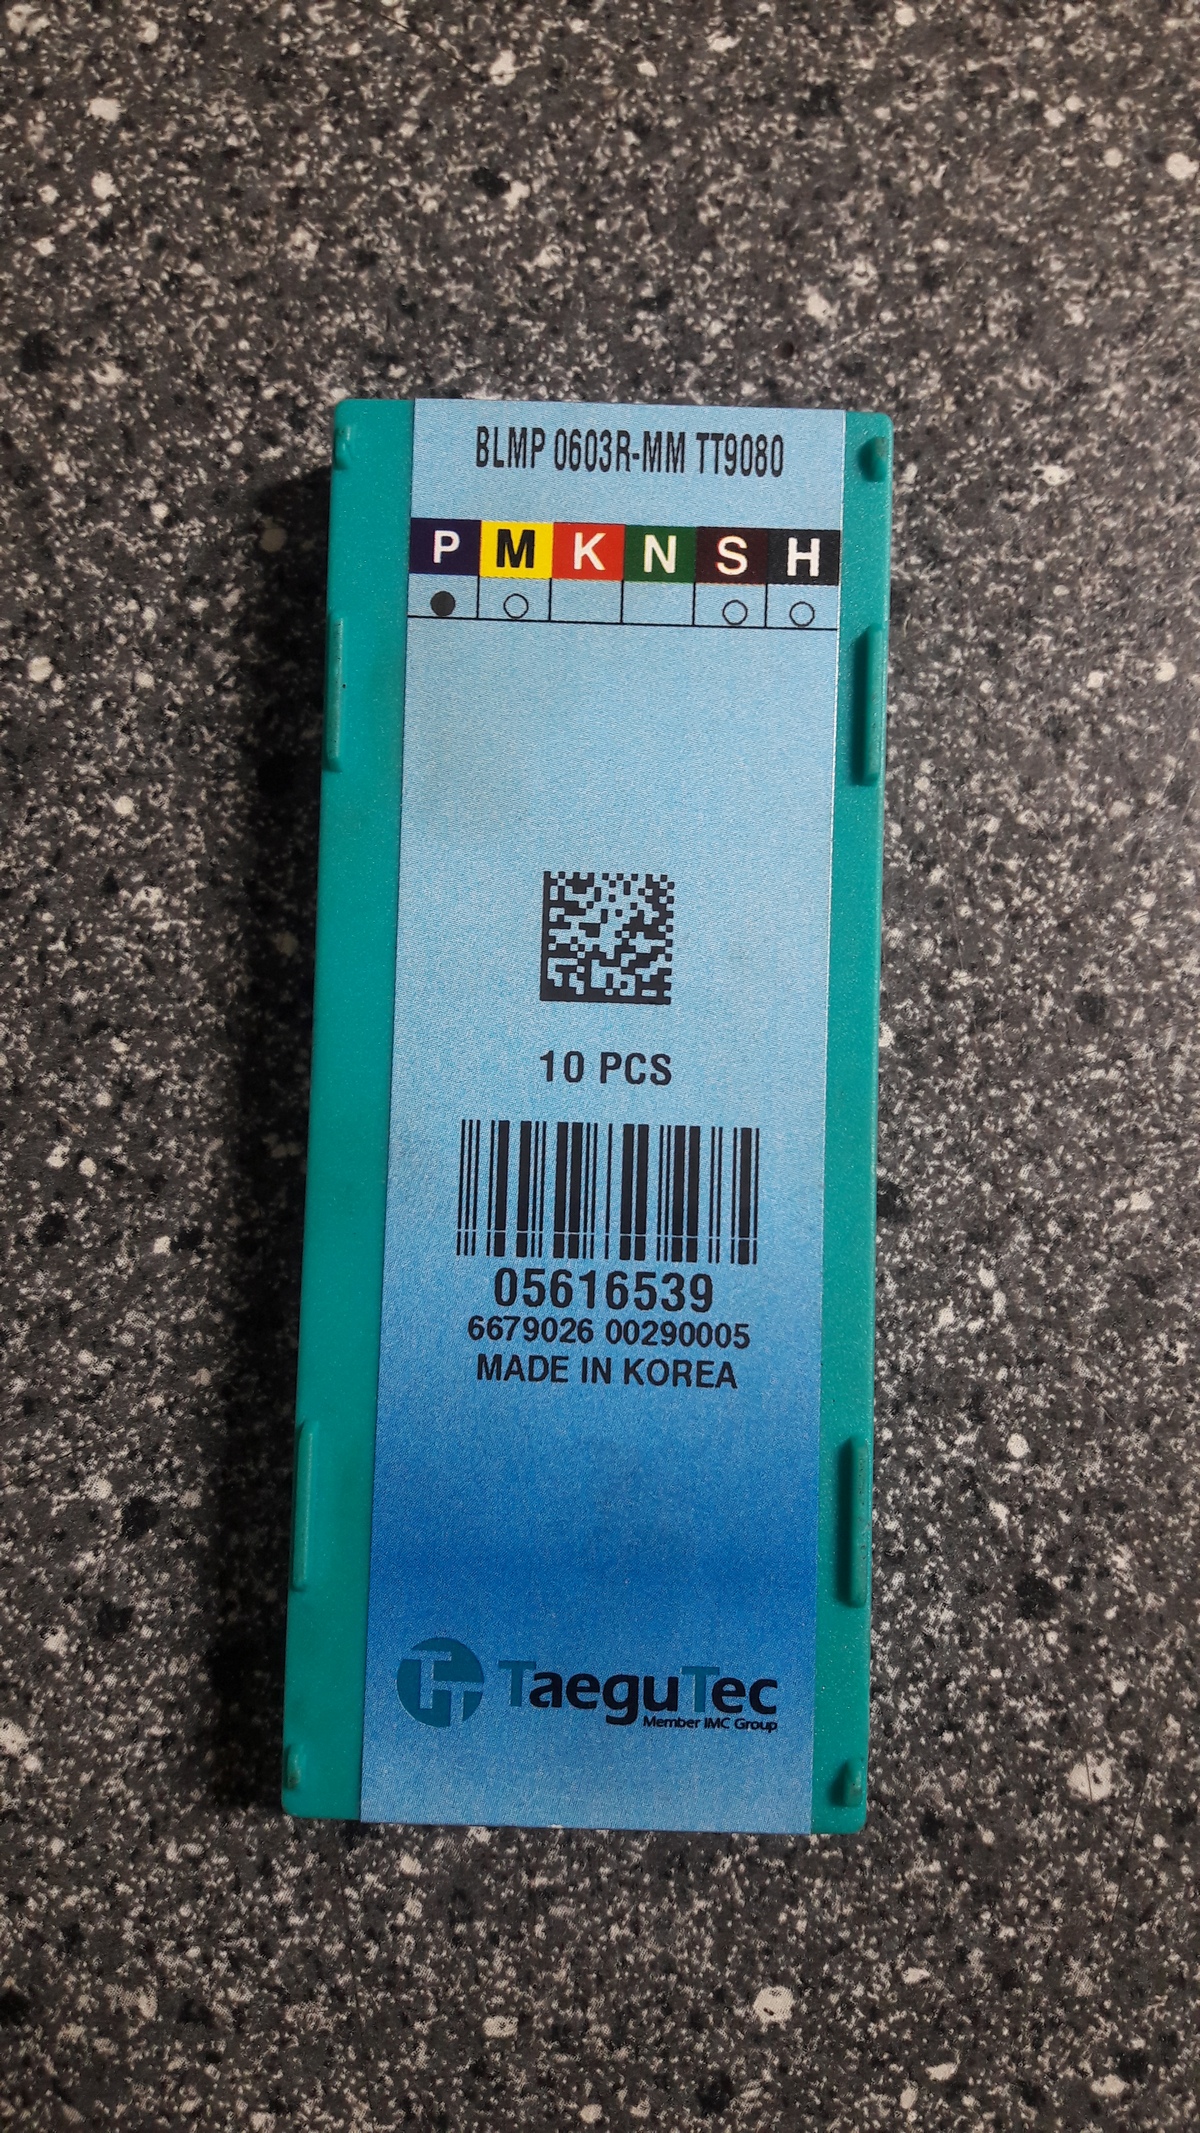 BLMP 0603R-MM TT9080
P M K N S H
10 PCS
05616539
6679026 00290005
MADE IN KOREA
TaeguTec
Member IMC Group